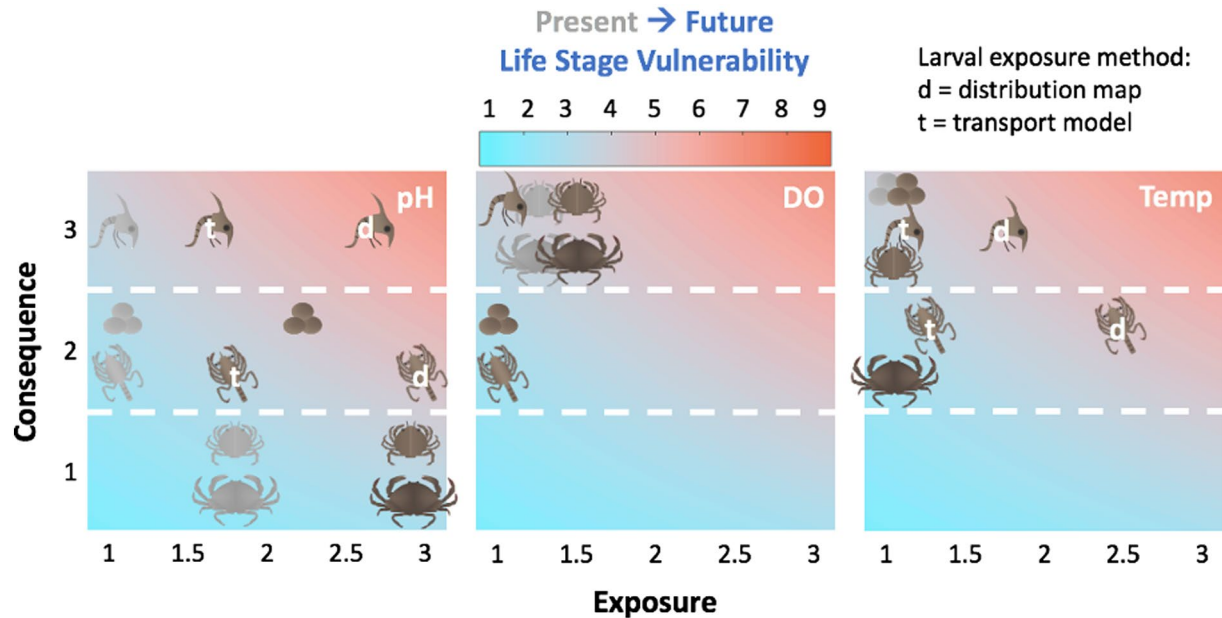 Present → Future
Life Stage Vulnerability
Larval exposure method:
d = distribution map
t = transport model
1 2 3 4 5 6 7 8 9
pH
DO
Temp
t
d
t
d
t
d
t
d
Consequence
3
2
1
1 1.5 2 2.5 3
1 1.5 2 2.5 3
1 1.5 2 2.5 3
Exposure